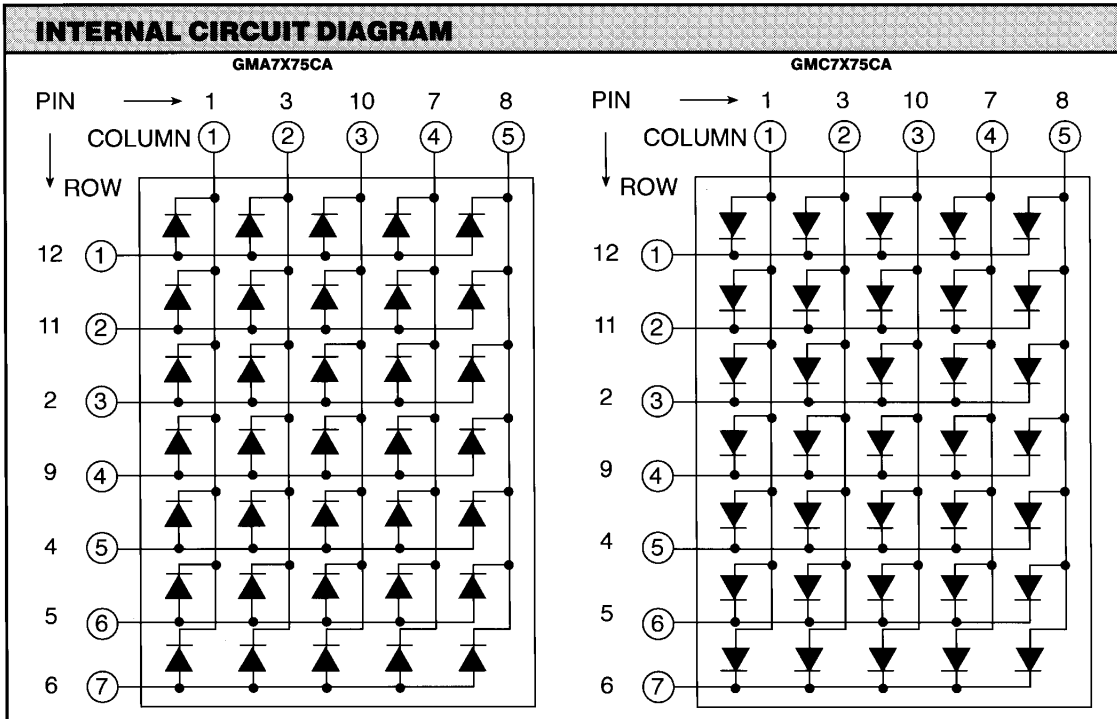 INTERNAL CIRCUIT DIAGRAM
GMA7X75CA
PIN → 1 3 10 7 8
COLUMN ① ② ③ ④ ⑤
↓ ROW
12 ①
11 ②
2 ③
9 ④
4 ⑤
5 ⑥
6 ⑦
GMC7X75CA
PIN → 1 3 10 7 8
COLUMN ① ② ③ ④ ⑤
↓ ROW
12 ①
11 ②
2 ③
9 ④
4 ⑤
5 ⑥
6 ⑦